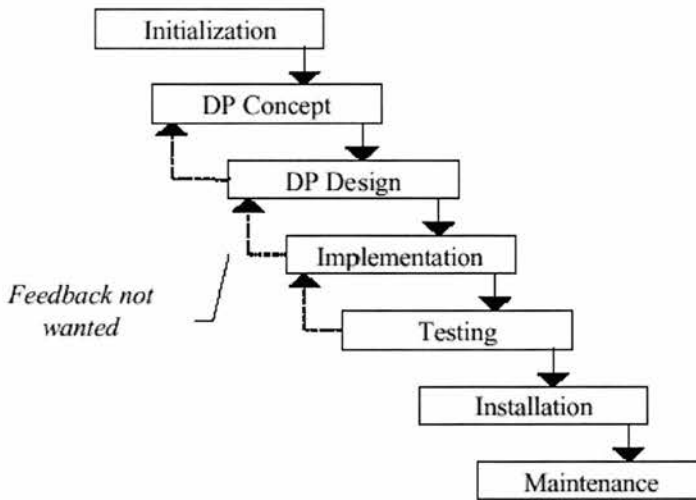 Initialization
DP Concept
DP Design
Implementation
Feedback not
wanted
Testing
Installation
Maintenance